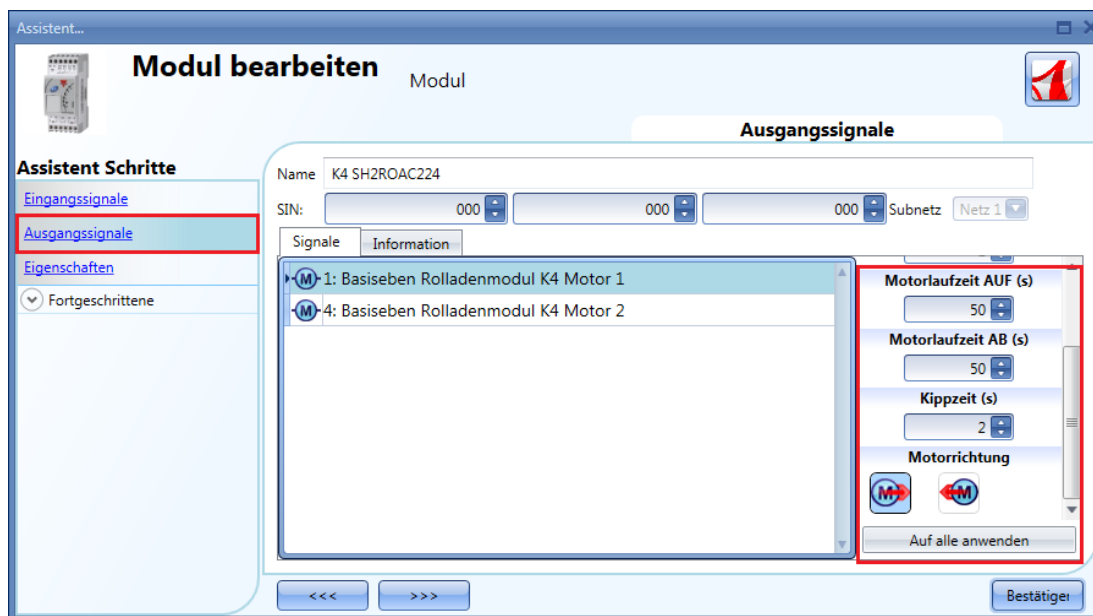 Assistent...
Modul bearbeiten
Modul
Ausgangssignale
Assistent Schritte
Eingangssignale
Ausgangssignale
Eigenschaften
Fortgeschrittene
Name K4 SH2ROAC224
SIN: 000 000 000 Subnetz Netz 1
Signale Information
M 1: Basiseben Rolladenmodul K4 Motor 1
M 4: Basiseben Rolladenmodul K4 Motor 2
Motorlaufzeit AUF (s)
50
Motorlaufzeit AB (s)
50
Kippzeit (s)
2
Motorrichtung
M M
Auf alle anwenden
<<< >>> Bestätiger